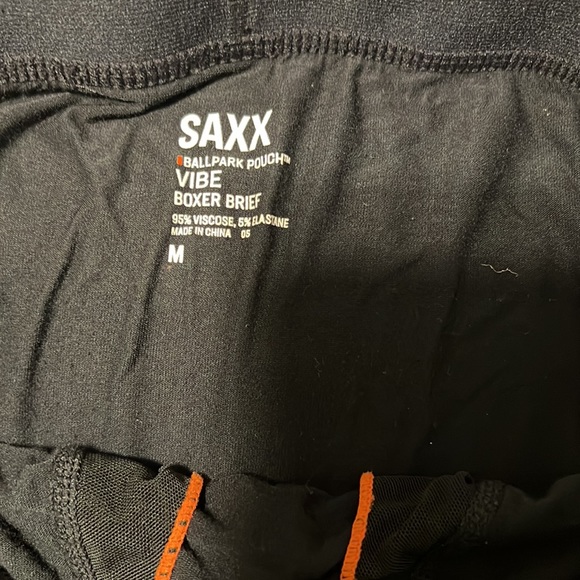 SAXX
BALLPARK POUCH™
VIBE
BOXER BRIEF
95% VISCOSE, 5% ELASTANE
MADE IN CHINA 05
M